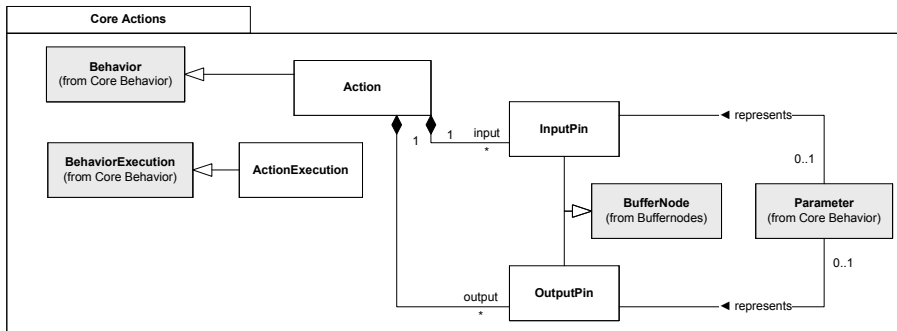 Core Actions
Behavior
(from Core Behavior)
Action
1
1
input
*
InputPin
represents
0..1
BehaviorExecution
(from Core Behavior)
ActionExecution
BufferNode
(from Buffernodes)
Parameter
(from Core Behavior)
0..1
output
*
OutputPin
represents